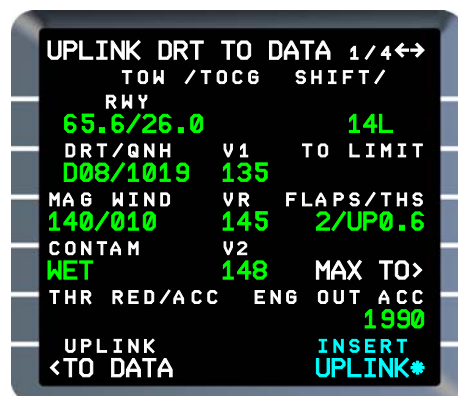 UPLINK DRT TO DATA 1/4←→
TOW /TOCG SHIFT/
RWY
65.6/26.0 14L
DRT/QNH V1 TO LIMIT
D08/1019 135
MAG WIND VR FLAPS/THS
140/010 145 2/UP0.6
CONTAM V2
WET 148 MAX TO>
THR RED/ACC ENG OUT ACC
1990
UPLINK INSERT
<TO DATA UPLINK*